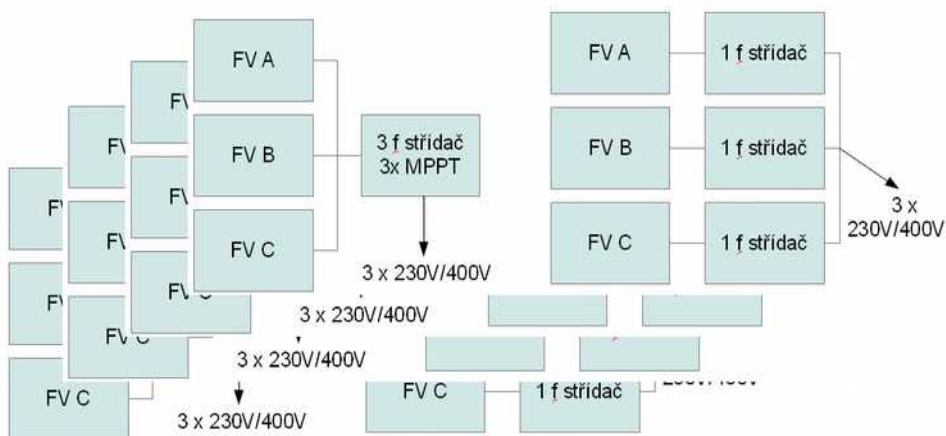 FV A
FV B
FV C
3 f střídač
3x MPPT
3 x 230V/400V
3 x 230V/400V
3 x 230V/400V
FV C
3 x 230V/400V
FV A
1 f střídač
FV B
1 f střídač
FV C
1 f střídač
3 x
230V/400V
FV C
1 f střídač